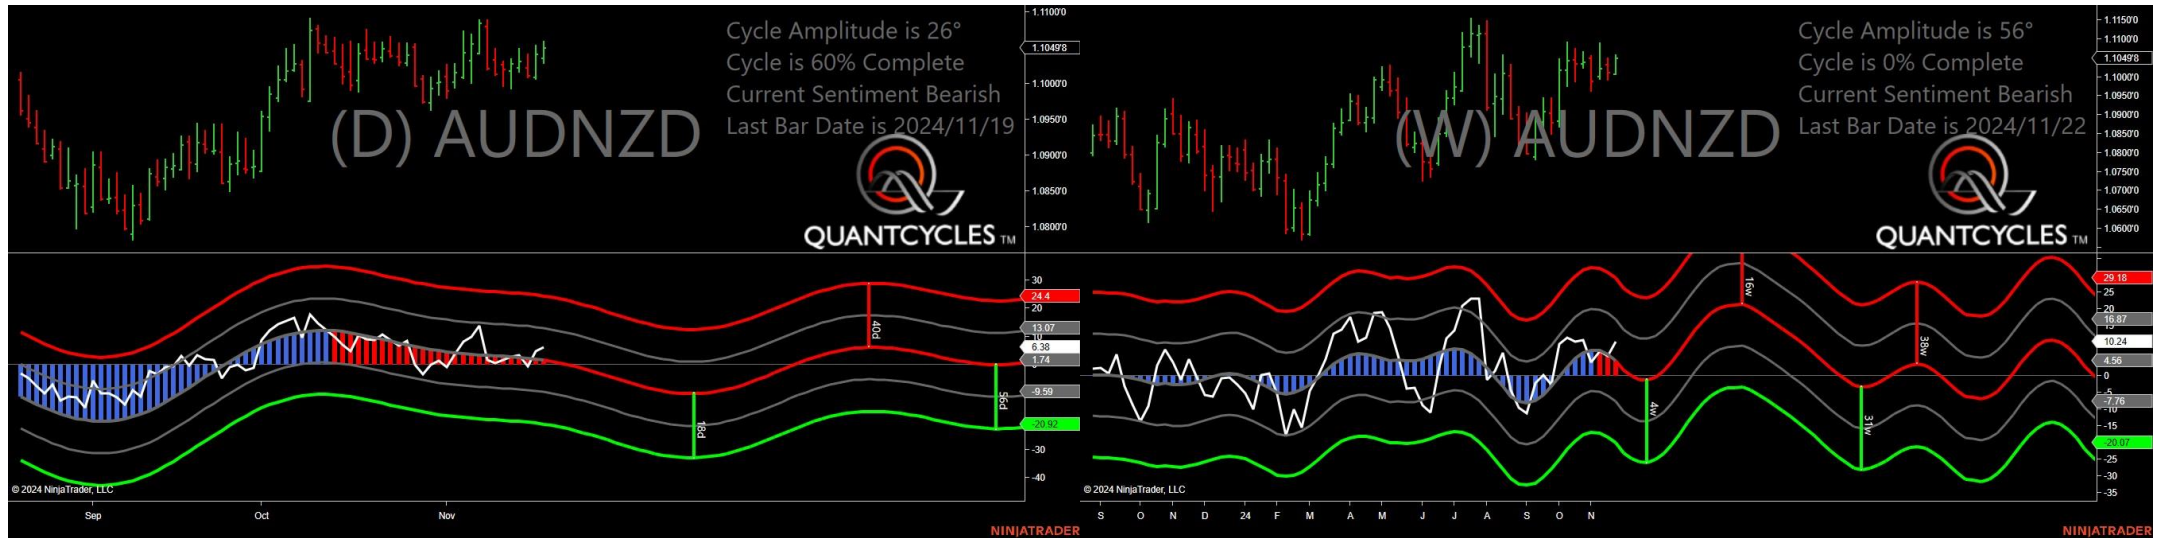 Cycle Amplitude is 26°
Cycle is 60% Complete
Current Sentiment Bearish
Last Bar Date is 2024/11/19
(D) AUDNZD
QUANTCYCLES TM
1.1100'0
1.1049'8
1.1000'0
1.0950'0
1.0900'0
1.0850'0
1.0800'0
30
24.4
20
13.07
10
6.38
1.74
-9.59
-20.92
-30
-40
18d
40d
56d
© 2024 NinjaTrader, LLC
Sep Oct Nov
NINJATRADER
Cycle Amplitude is 56°
Cycle is 0% Complete
Current Sentiment Bearish
Last Bar Date is 2024/11/22
(W) AUDNZD
QUANTCYCLES TM
1.1150'0
1.1100'0
1.1049'8
1.1000'0
1.0950'0
1.0900'0
1.0850'0
1.0800'0
1.0750'0
1.0700'0
1.0650'0
1.0600'0
29.18
25
20
16.87
15
10.24
4.56
0
-5
-7.76
-10
-15
-20.07
-25
-30
-35
4w
16w
31w
38w
© 2024 NinjaTrader, LLC
S O N D 24 F M A M J J A S O N
NINJATRADER